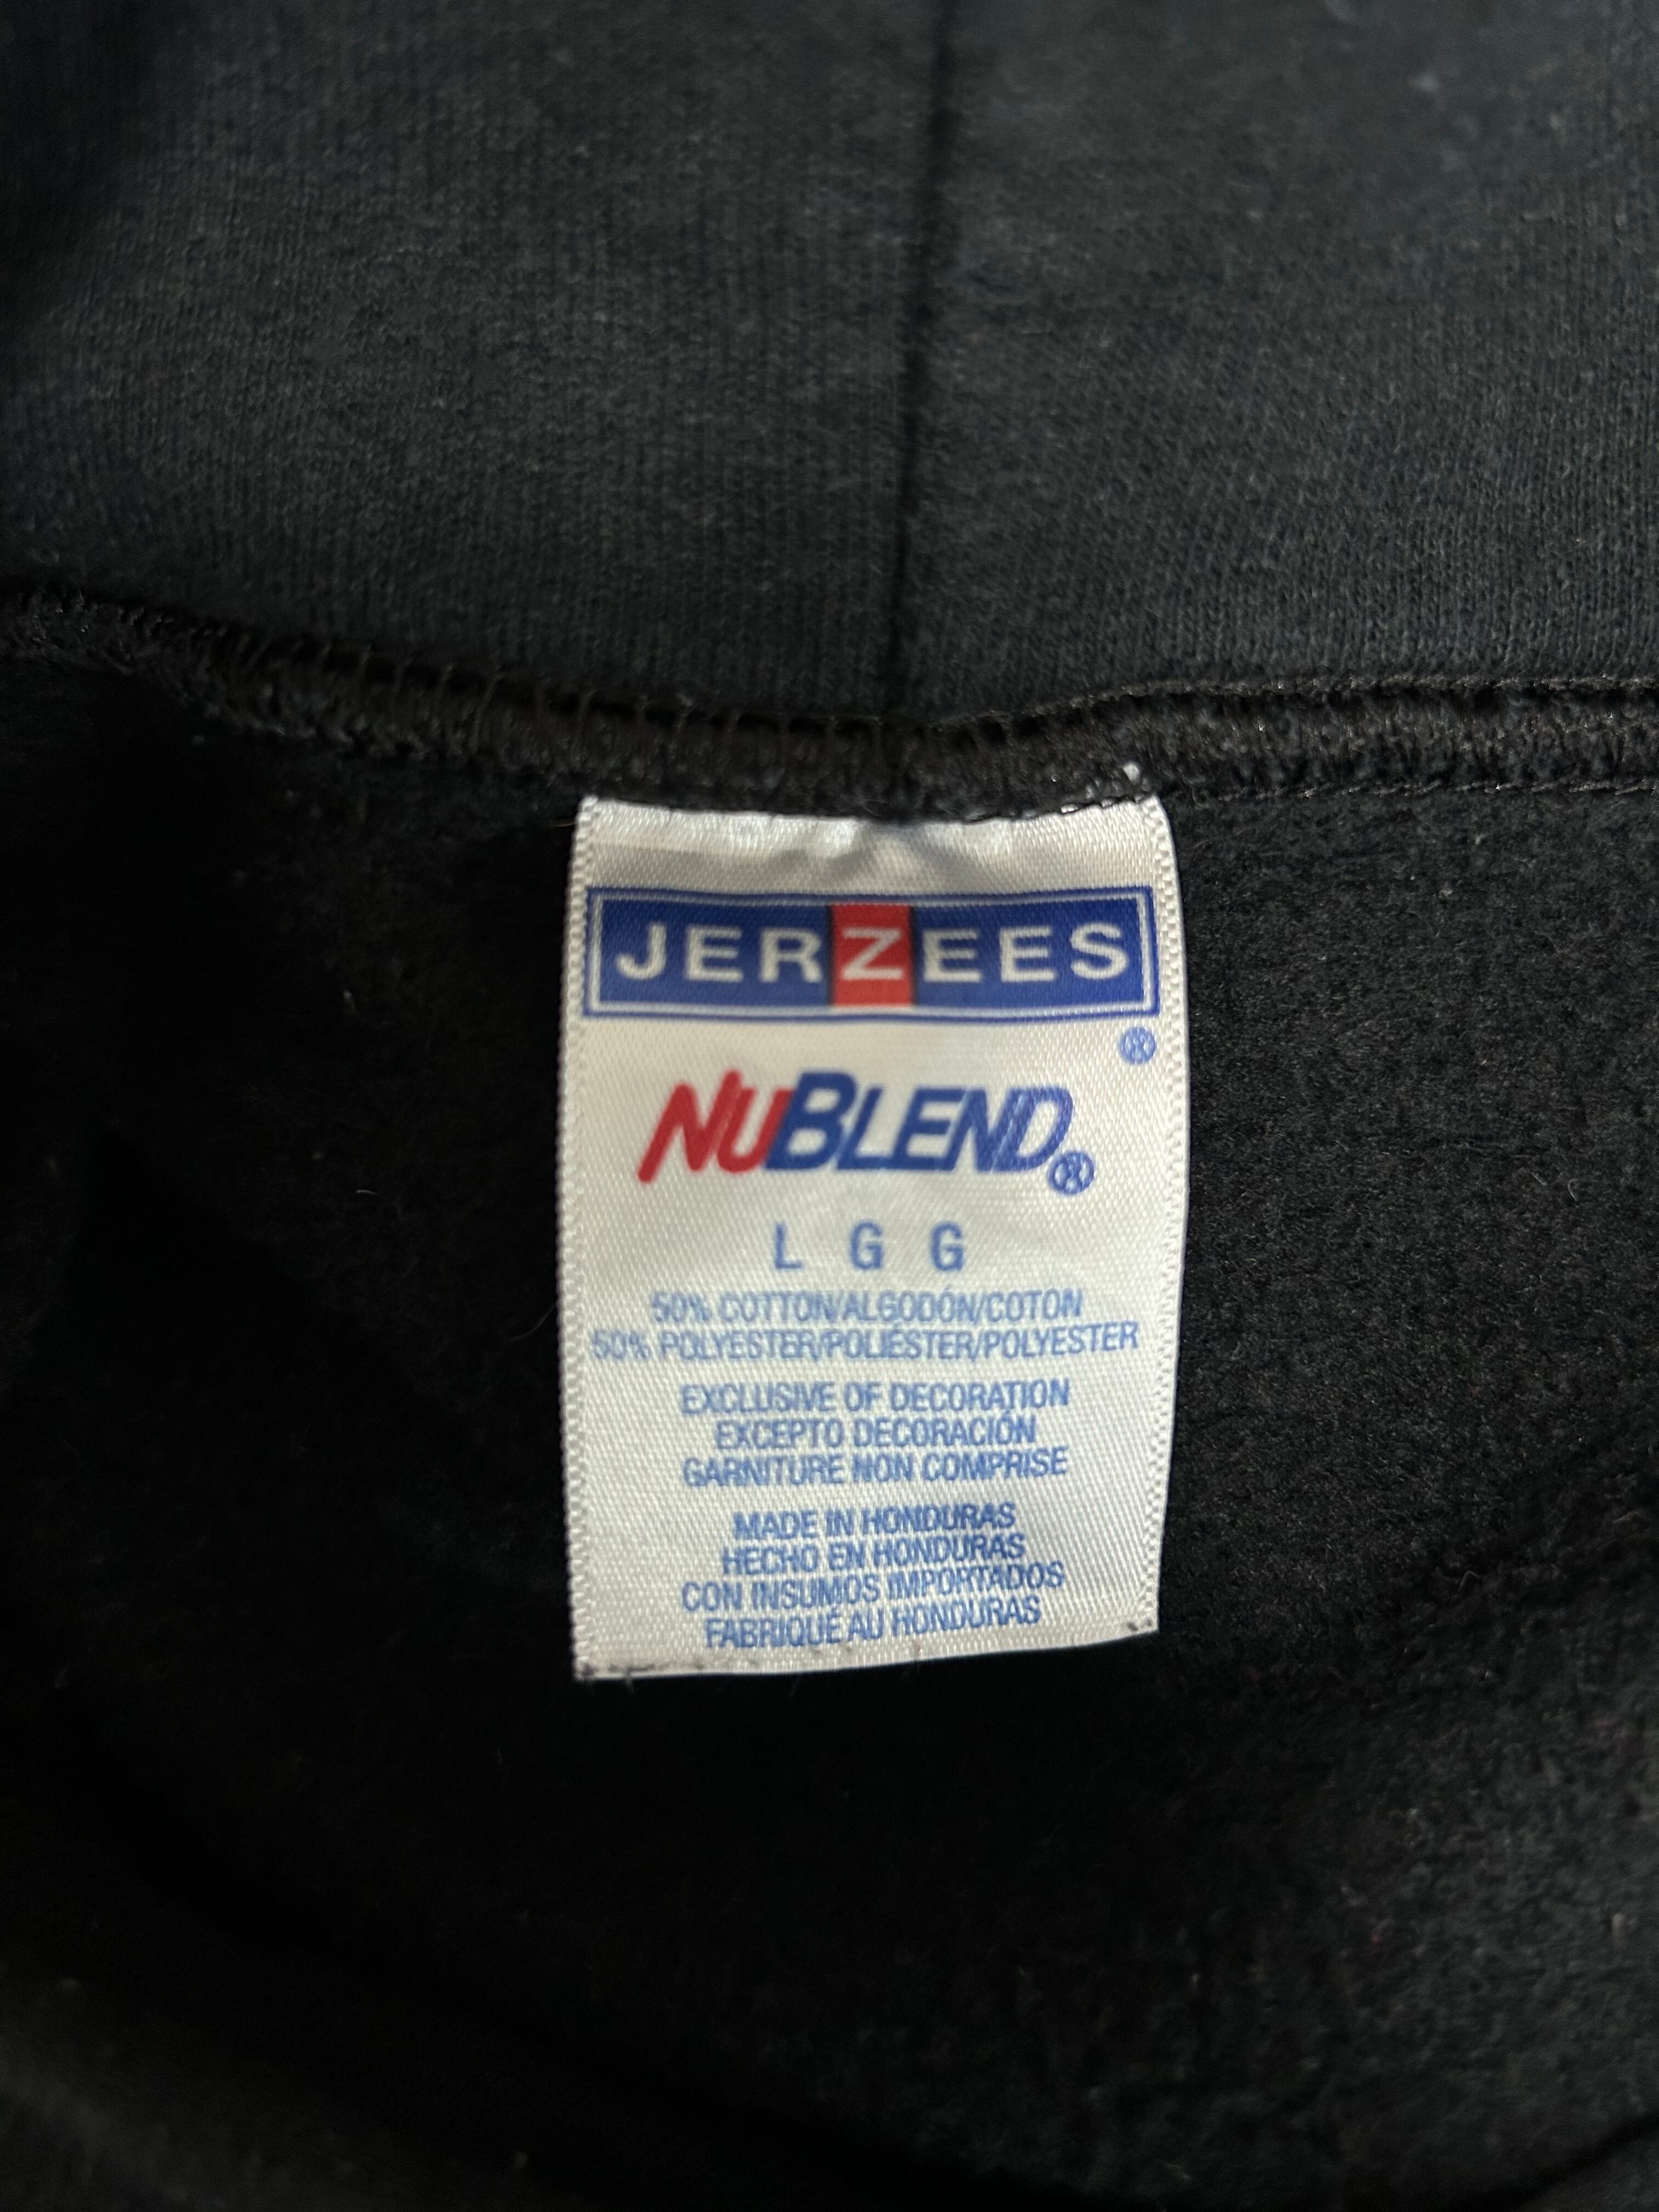 JERZEES
®
NUBLEND®
L G G
50% COTTON/ALGODÓN/COTON
50% POLYESTER/POLIÉSTER/POLYESTER
EXCLUSIVE OF DECORATION
EXCEPTO DECORACIÓN
GARNITURE NON COMPRISE
MADE IN HONDURAS
HECHO EN HONDURAS
CON INSUMOS IMPORTADOS
FABRIQUÉ AU HONDURAS